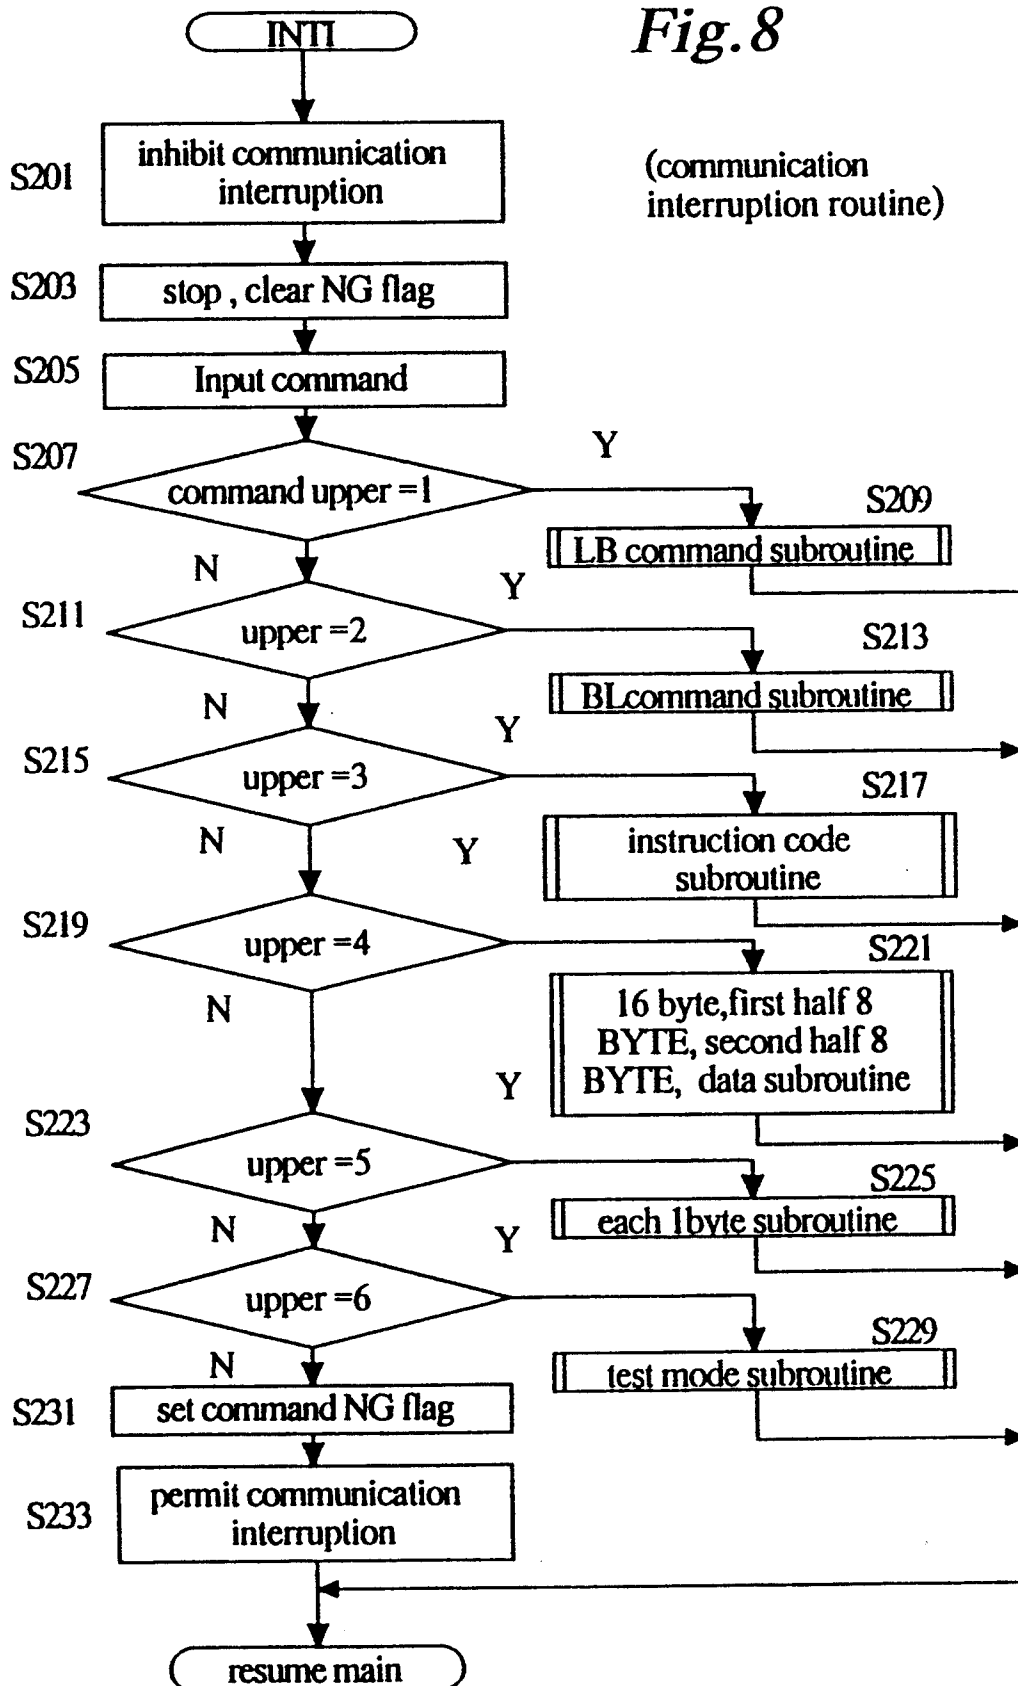 INTI
Fig.8
(communication
interruption routine)
S201
inhibit communication
interruption
S203
stop , clear NG flag
S205
Input command
S207
command upper =1
Y
N
S209
LB command subroutine
S211
upper =2
Y
N
S213
BLcommand subroutine
S215
upper =3
Y
N
S217
instruction code
subroutine
S219
upper =4
Y
N
S221
16 byte,first half 8
BYTE, second half 8
BYTE, data subroutine
S223
upper =5
Y
N
S225
each 1byte subroutine
S227
upper =6
Y
N
S229
test mode subroutine
S231
set command NG flag
S233
permit communication
interruption
resume main